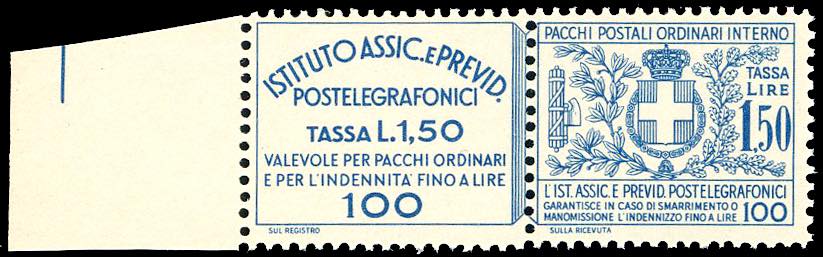 ISTITUTO ASSIC. E PREVID.
POSTELEGRAFONICI
TASSA L. 1,50
VALEVOLE PER PACCHI ORDINARI
E PER L'INDENNITA' FINO A LIRE
100
SUL REGISTRO
PACCHI POSTALI ORDINARI INTERNO
TASSA
LIRE
1,50
L'IST. ASSIC. E PREVID. POSTELEGRAFONICI
GARANTISCE IN CASO DI SMARRIMENTO O
MANOMISSIONE L'INDENNIZZO FINO A LIRE 100
SULLA RICEVUTA